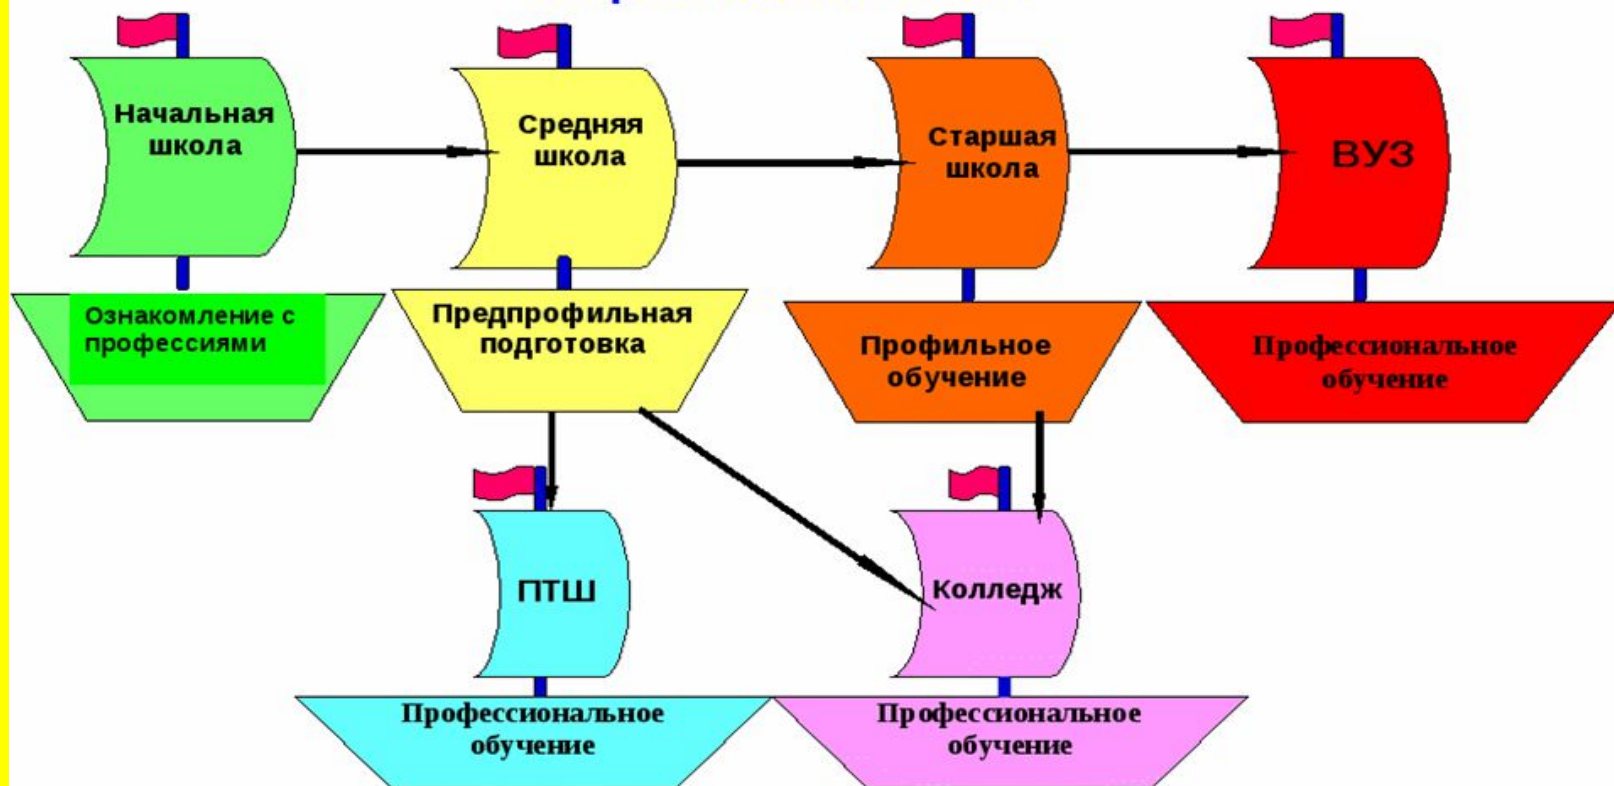 Начальная
школа
Средняя
школа
Старшая
школа
ВУЗ
Ознакомление с
профессиями
Предпрофильная
подготовка
Профильное
обучение
Профессиональное
обучение
ПТШ
Колледж
Профессиональное
обучение
Профессиональное
обучение